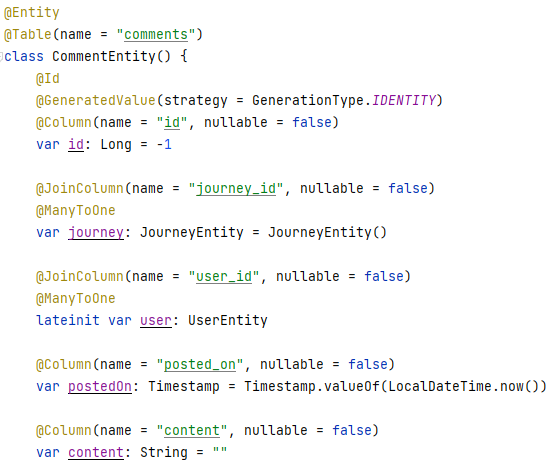 @Entity
@Table(name = "comments")
class CommentEntity() {
    @Id
    @GeneratedValue(strategy = GenerationType.IDENTITY)
    @Column(name = "id", nullable = false)
    var id: Long = -1

    @JoinColumn(name = "journey_id", nullable = false)
    @ManyToOne
    var journey: JourneyEntity = JourneyEntity()

    @JoinColumn(name = "user_id", nullable = false)
    @ManyToOne
    lateinit var user: UserEntity

    @Column(name = "posted_on", nullable = false)
    var postedOn: Timestamp = Timestamp.valueOf(LocalDateTime.now())

    @Column(name = "content", nullable = false)
    var content: String = ""